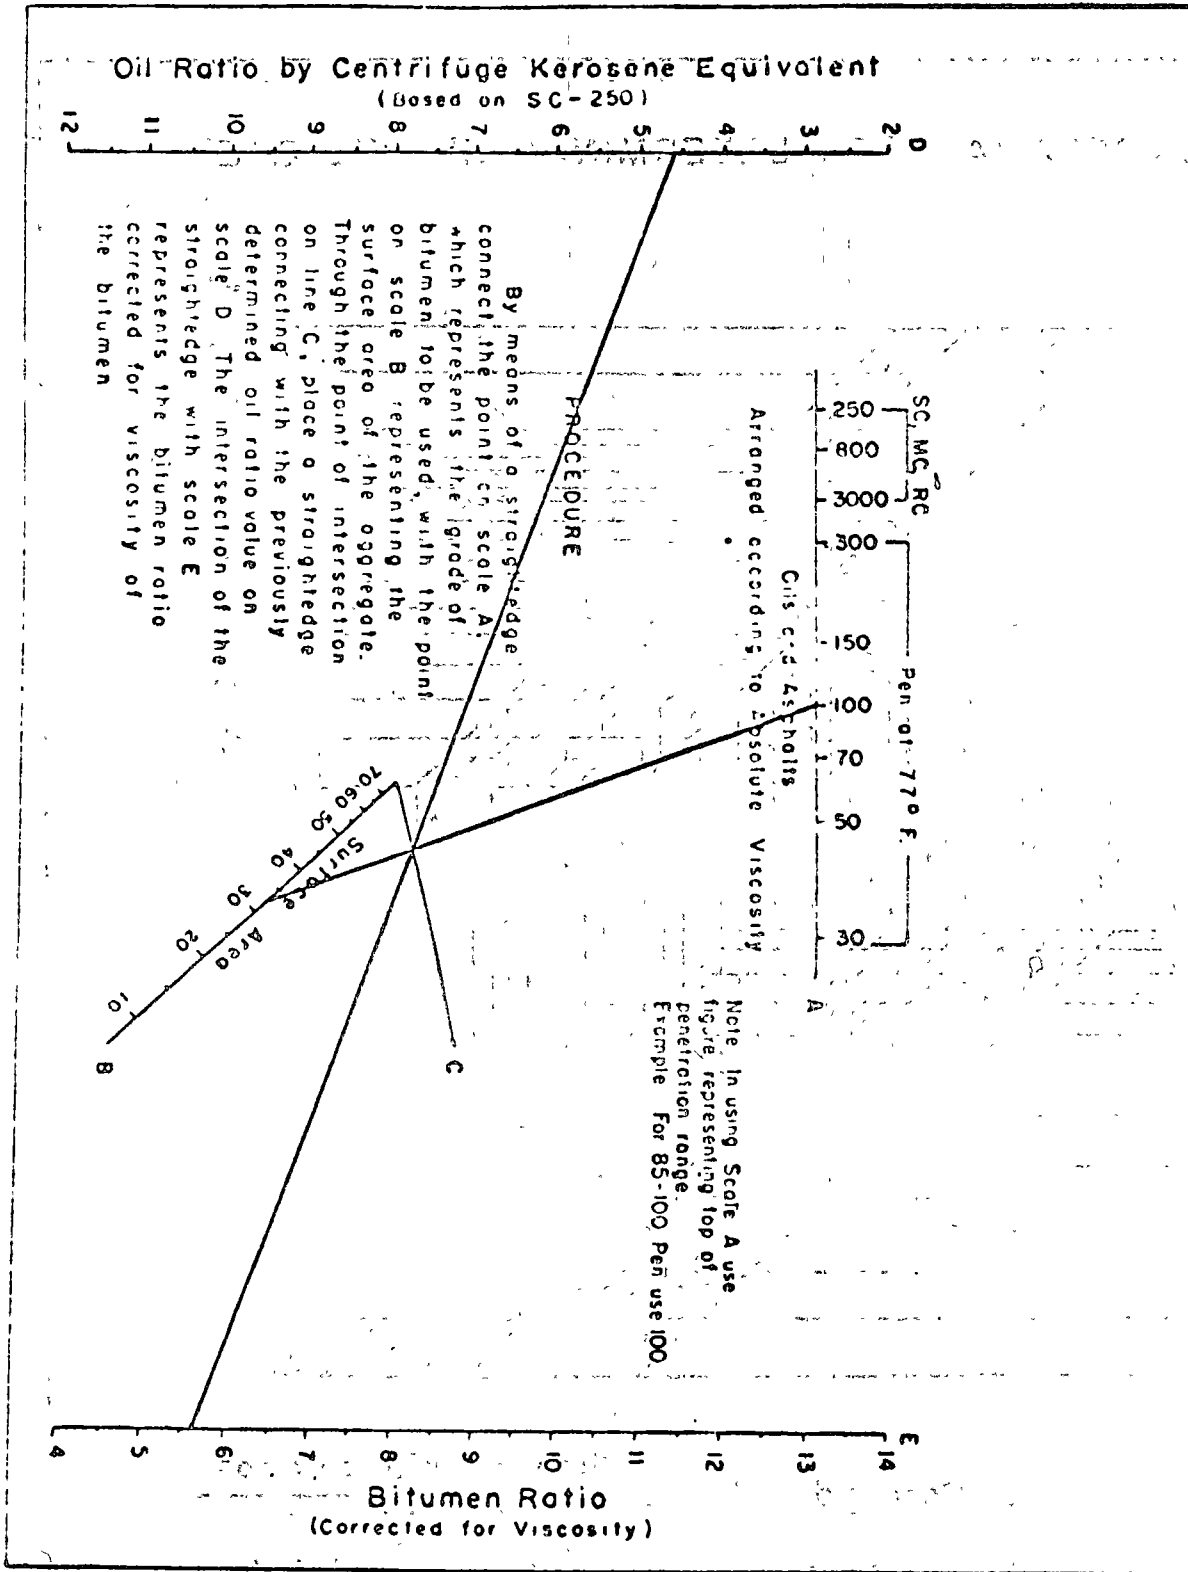 Oil Ratio by Centrifuge Kerosene Equivalent
(Based on SC-250)
12 11 10 9 8 7 6 5 4 3 2 D
SC, MC, RC
Pen at 77° F.
250 800 3000 300 150 100 70 50 30
A
Oils and Asphalts
Arranged according to Absolute Viscosity
Note In using Scale A use
figure representing top of
penetration range.
Example For 85-100 Pen use 100.
PROCEDURE
By means of a straightedge
connect the point on scale A,
which represents the grade of
bitumen to be used, with the point
on scale B representing the
surface area of the aggregate.
Through the point of intersection
on line C, place a straightedge
connecting with the previously
determined oil ratio value on
scale D The intersection of the
straightedge with scale E
represents the bitumen ratio
corrected for viscosity of
the bitumen
70 60 50 40 30 20 10
Surface Area
B
C
4 5 6 7 8 9 10 11 12 13 14 E
Bitumen Ratio
(Corrected for Viscosity)